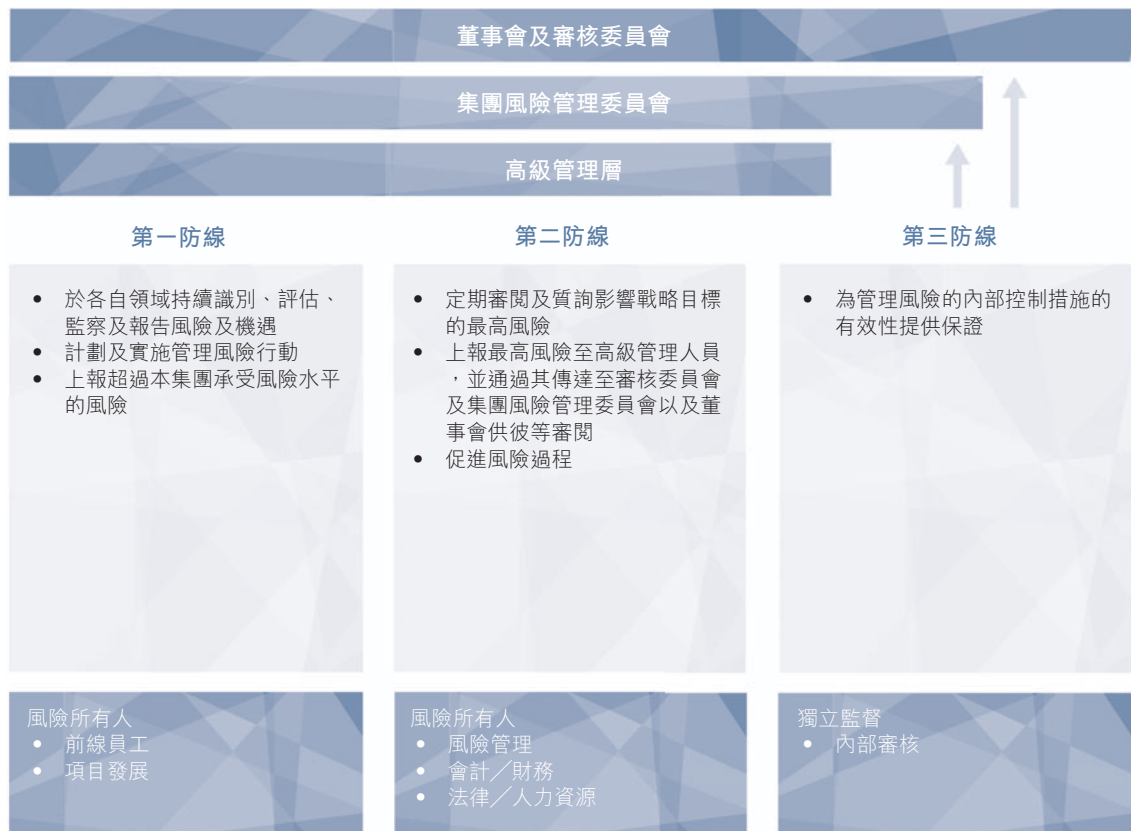 董事會及審核委員會
集團風險管理委員會
高級管理層
第一防線
• 於各自領域持續識別、評估、
監察及報告風險及機遇
• 計劃及實施管理風險行動
• 上報超過本集團承受風險水平
的風險
風險所有人
• 前線員工
• 項目發展
第二防線
• 定期審閱及質詢影響戰略目標
的最高風險
• 上報最高風險至高級管理人員
，並通過其傳達至審核委員會
及集團風險管理委員會以及董
事會供彼等審閱
• 促進風險過程
風險所有人
• 風險管理
• 會計／財務
• 法律／人力資源
第三防線
• 為管理風險的內部控制措施的
有效性提供保證
獨立監督
• 內部審核